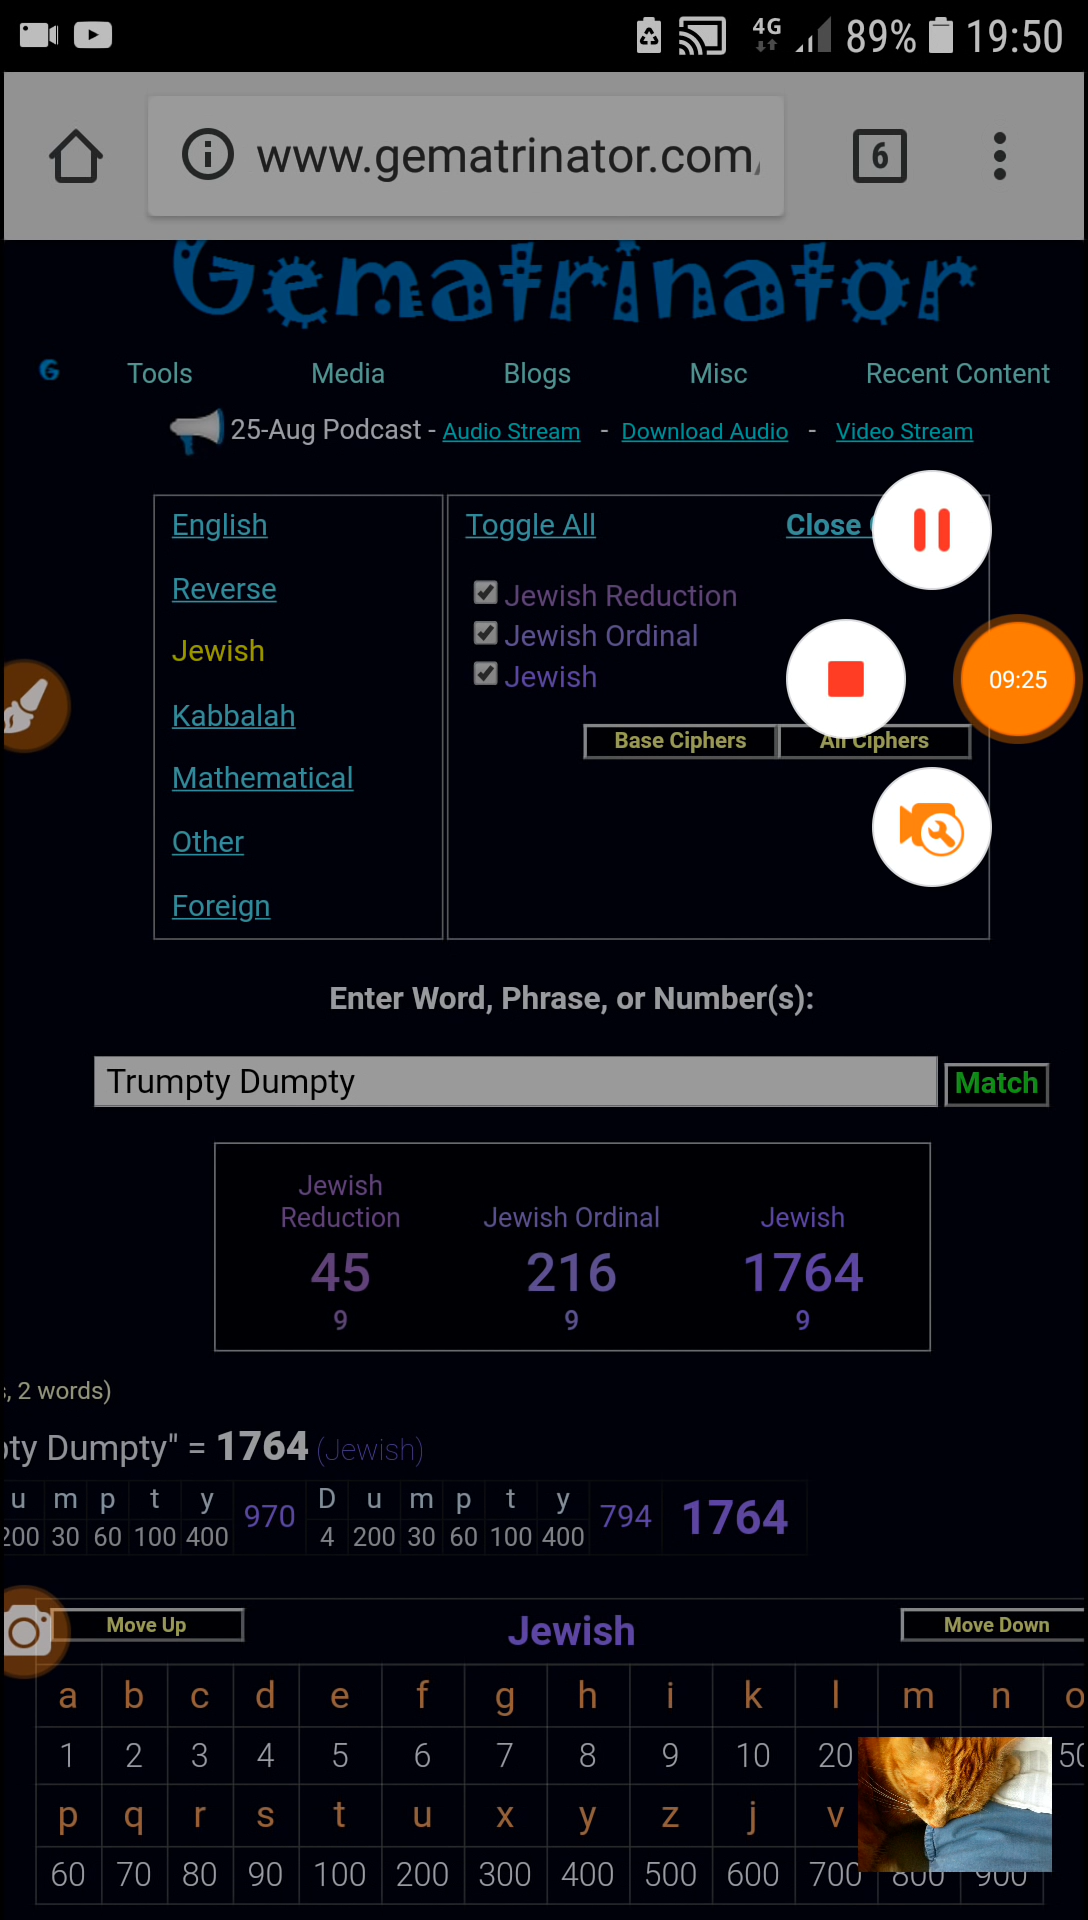 4G 89% 19:50
www.gematrinator.com/ 6
Gematrinator
G Tools Media Blogs Misc Recent Content
25-Aug Podcast - Audio Stream - Download Audio - Video Stream
English
Reverse
Jewish
Kabbalah
Mathematical
Other
Foreign
Toggle All Close
Jewish Reduction
Jewish Ordinal
Jewish
09:25
Base Ciphers All Ciphers
Enter Word, Phrase, or Number(s):
Trumpty Dumpty Match
Jewish Reduction Jewish Ordinal Jewish
45 216 1764
9 9 9
, 2 words)
ty Dumpty" = 1764 (Jewish)
u m p t y 970 D u m p t y 794 1764
200 30 60 100 400 4 200 30 60 100 400
Move Up Jewish Move Down
a b c d e f g h i k l m n o
1 2 3 4 5 6 7 8 9 10 20 50
p q r s t u x y z j v
60 70 80 90 100 200 300 400 500 600 700 800 900